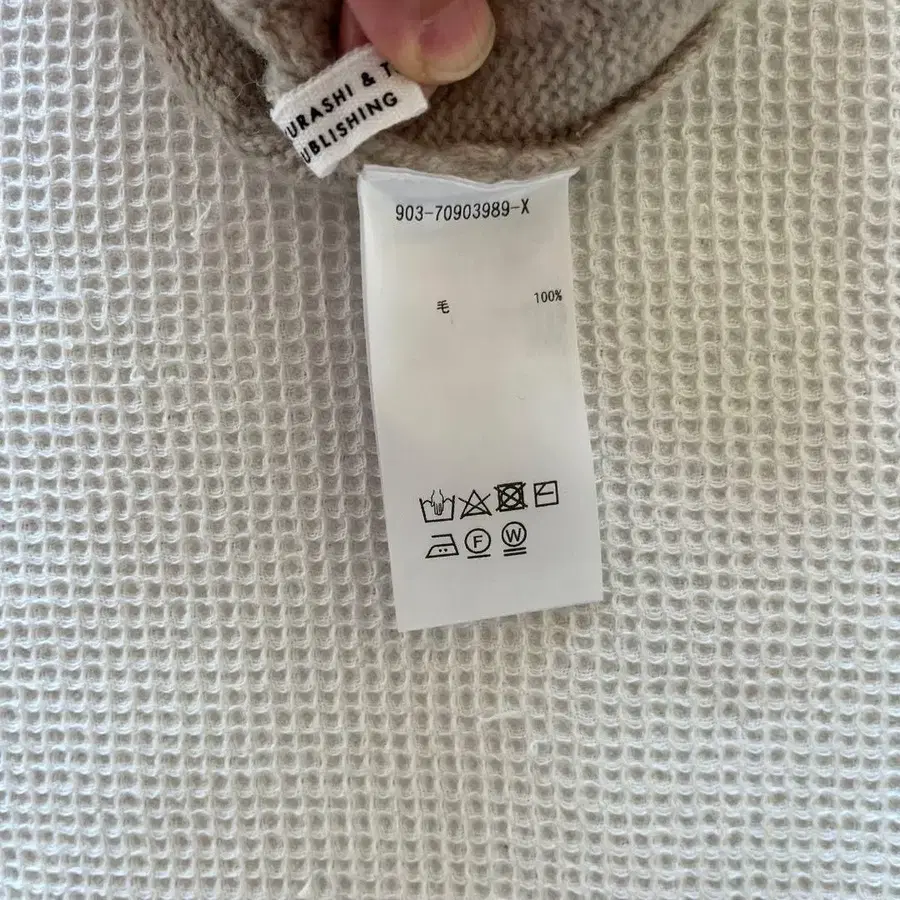 URASHI & T
UBLISHING
903-70903989-X
毛 100%
F W